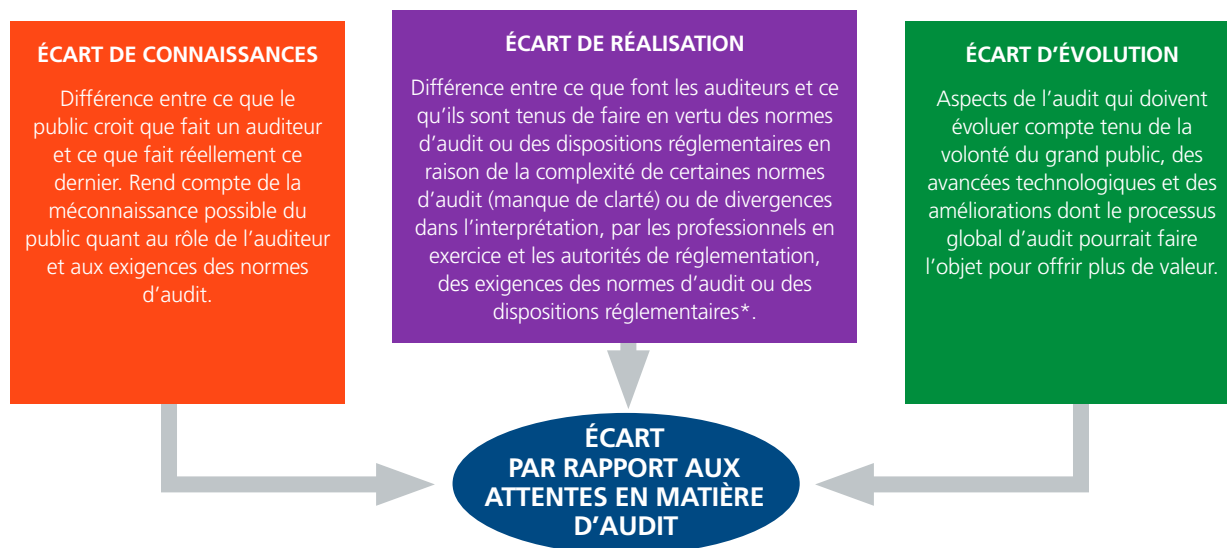 ÉCART DE CONNAISSANCES
Différence entre ce que le
public croit que fait un auditeur
et ce que fait réellement ce
dernier. Rend compte de la
méconnaissance possible du
public quant au rôle de l’auditeur
et aux exigences des normes
d’audit.
ÉCART DE RÉALISATION
Différence entre ce que font les auditeurs et ce
qu’ils sont tenus de faire en vertu des normes
d’audit ou des dispositions réglementaires en
raison de la complexité de certaines normes
d’audit (manque de clarté) ou de divergences
dans l’interprétation, par les professionnels en
exercice et les autorités de réglementation,
des exigences des normes d’audit ou des
dispositions réglementaires*.
ÉCART D’ÉVOLUTION
Aspects de l’audit qui doivent
évoluer compte tenu de la
volonté du grand public, des
avancées technologiques et des
améliorations dont le processus
global d’audit pourrait faire
l’objet pour offrir plus de valeur.
ÉCART
PAR RAPPORT AUX
ATTENTES EN MATIÈRE
D’AUDIT